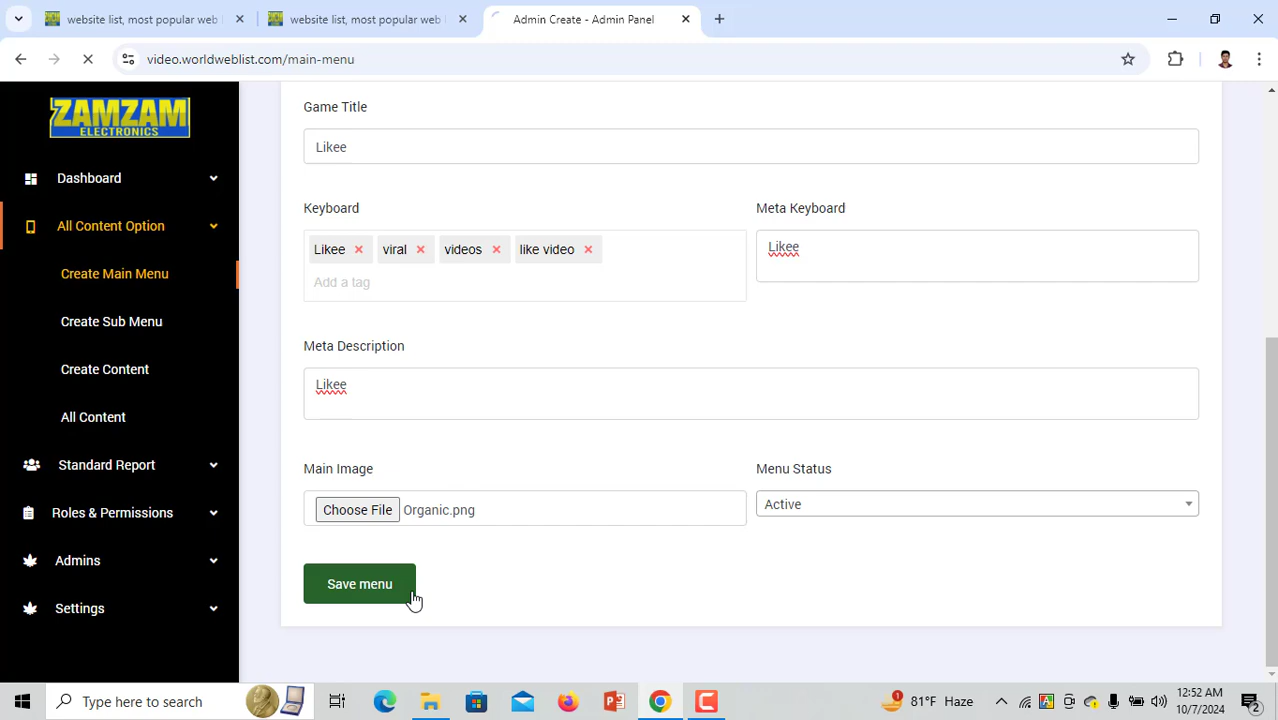 website list, most popular web
website list, most popular web
Admin Create - Admin Panel
video.worldweblist.com/main-menu
ZAMZAM
ELECTRONICS
Dashboard
All Content Option
Create Main Menu
Create Sub Menu
Create Content
All Content
Standard Report
Roles & Permissions
Admins
Settings
Game Title
Likee
Keyboard
Meta Keyboard
Likee
viral
videos
like video
Add a tag
Likee
Meta Description
Likee
Main Image
Menu Status
Choose File
Organic.png
Active
Save menu
Type here to search
1
81°F Haze
12:52 AM
10/7/2024
2